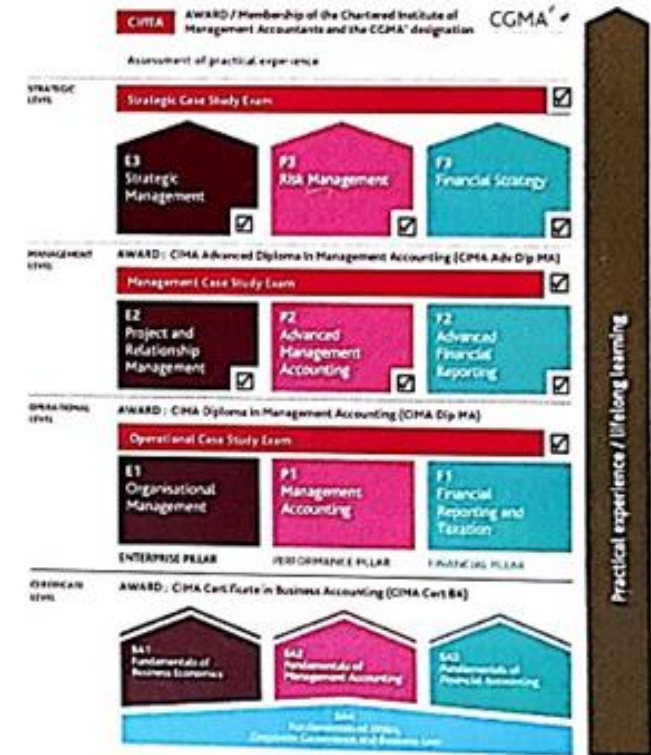 CIMA
AWARD / Membership of the Chartered Institute of
Management Accountants and the CGMA® designation
CGMA®
Assessment of practical experience
STRATEGIC
LEVEL
Strategic Case Study Exam
E3
Strategic
Management
P3
Risk Management
F3
Financial Strategy
MANAGEMENT
LEVEL
AWARD: CIMA Advanced Diploma in Management Accounting (CIMA Adv Dip MA)
Management Case Study Exam
E2
Project and
Relationship
Management
P2
Advanced
Management
Accounting
F2
Advanced
Financial
Reporting
OPERATIONAL
LEVEL
AWARD: CIMA Diploma in Management Accounting (CIMA Dip MA)
Operational Case Study Exam
E1
Organisational
Management
P1
Management
Accounting
F1
Financial
Reporting and
Taxation
ENTERPRISE PILLAR
PERFORMANCE PILLAR
FINANCIAL PILLAR
CERTIFICATE
LEVEL
AWARD: CIMA Certificate in Business Accounting (CIMA Cert BA)
BA1
Fundamentals of
Business Economics
BA2
Fundamentals of
Management Accounting
BA3
Fundamentals of
Financial Accounting
BA4
Fundamentals of Ethics,
Corporate Governance and Business Law
Practical experience / lifelong learning